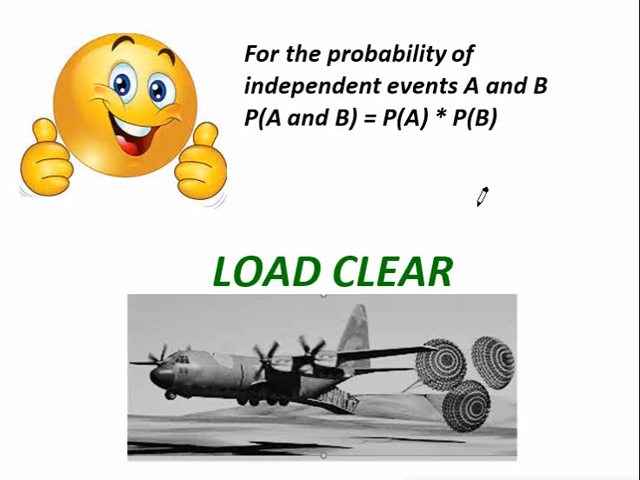 For the probability of
independent events A and B
P(A and B) = P(A) * P(B)
LOAD CLEAR